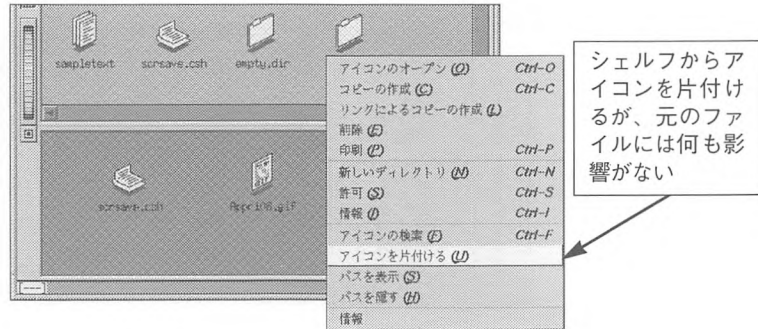 sampletext
scrsave.csh
empty.dir
アイコンのオープン (O) Ctrl-O
コピーの作成 (C) Ctrl-C
リンクによるコピーの作成 (L)
削除 (E)
印刷 (P) Ctrl-P
新しいディレクトリ (N) Ctrl-N
許可 (S) Ctrl-S
情報 (I) Ctrl-I
アイコンの検索 (F) Ctrl-F
アイコンを片付ける (U)
パスを表示 (S)
パスを隠す (H)
情報
scrsave.csh
シェルフからア
イコンを片付け
るが、元のファ
イルには何も影
響がない